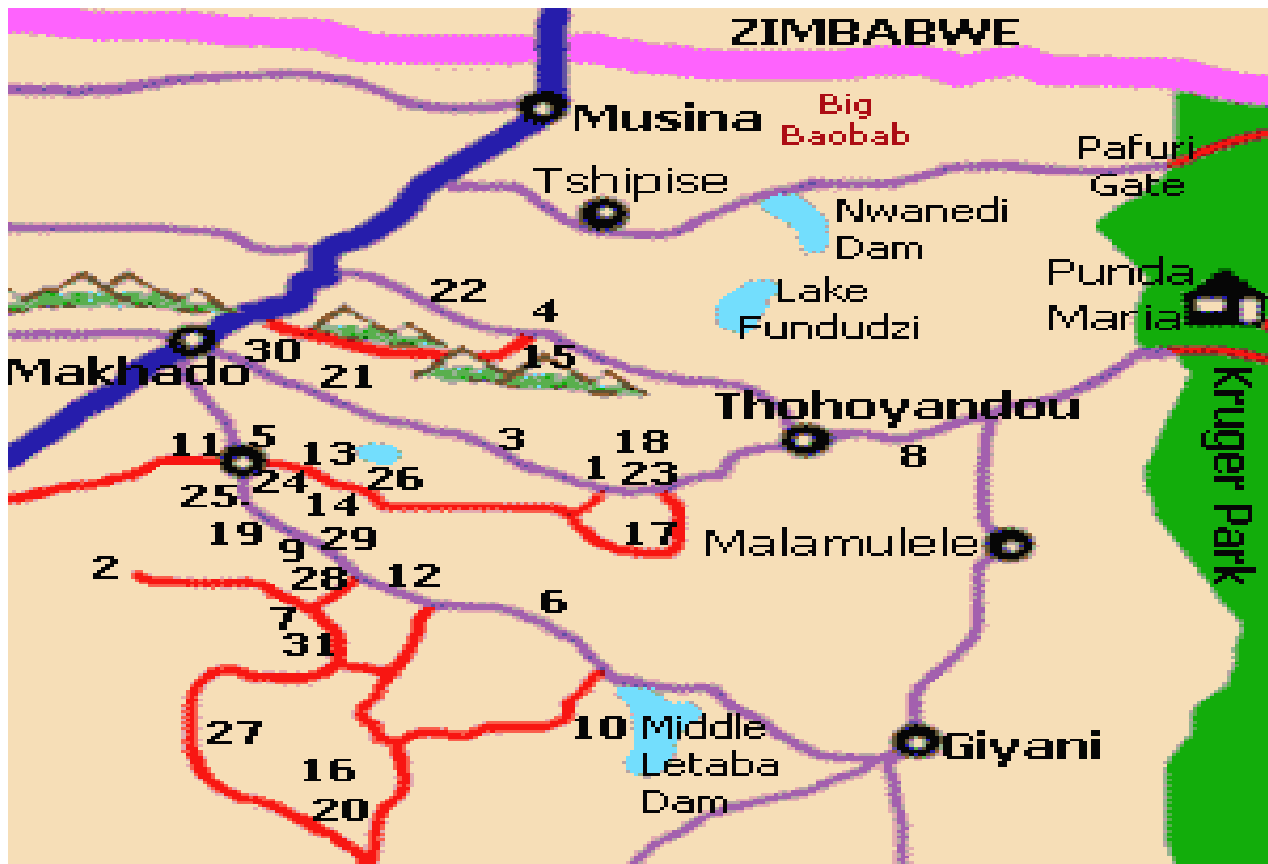 ZIMBABWE
Musina
Big
Baobab
Pafuri
Gate
Tshipise
Nwanedi
Dam
Punda
Maria
Lake
Fundudzi
22
4
30
15
Makhado
21
Kruger Park
Thohoyandou
11
5
13
3
18
8
24
26
1
23
25
14
19
29
17
Malamulele
9
2
28
12
6
7
31
27
10
Middle
Letaba
Dam
Giyani
16
20